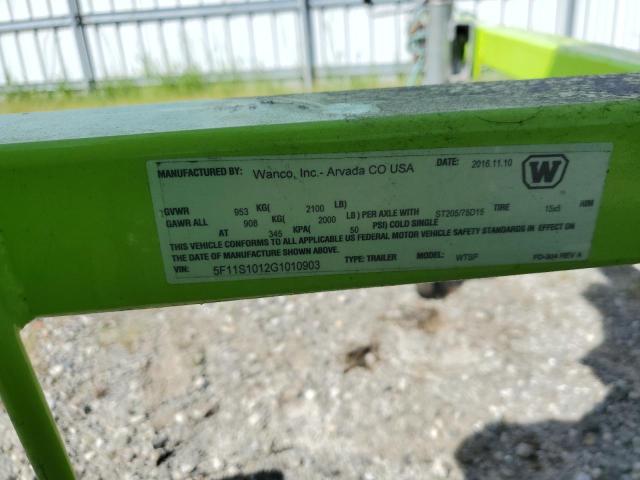 MANUFACTURED BY: Wanco, Inc.- Arvada CO USA DATE: 2016.11.10 W
GVWR 953 KG( 2100 LB)
GAWR ALL 908 KG( 2000 LB) PER AXLE WITH ST205/75D15 TIRE 15x5 RIM
AT 345 KPA( 50 PSI) COLD SINGLE
THIS VEHICLE CONFORMS TO ALL APPLICABLE US FEDERAL MOTOR VEHICLE SAFETY STANDARDS IN EFFECT ON
THE DATE OF MANUFACTURE SHOWN ABOVE.
VIN: 5F11S1012G1010903 TYPE: TRAILER MODEL: WTSP FD-304 REV A